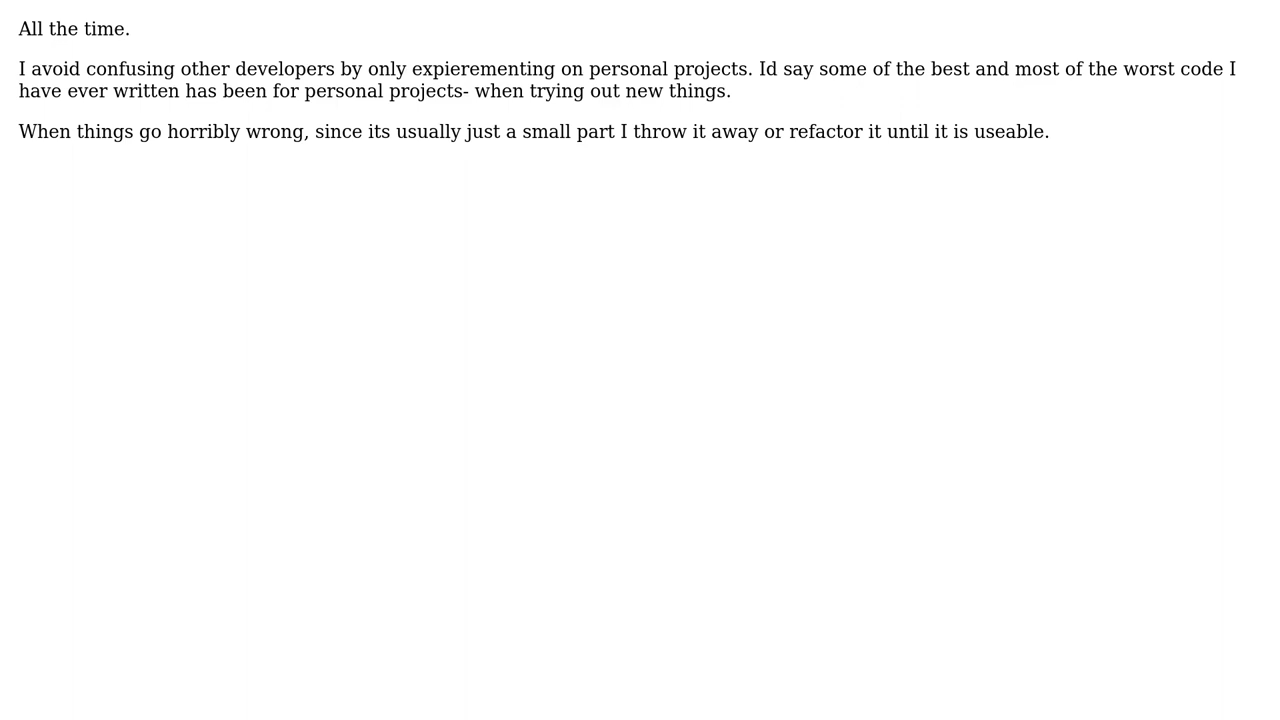 All the time.
I avoid confusing other developers by only expierementing on personal projects. Id say some of the best and most of the worst code I
have ever written has been for personal projects- when trying out new things.
When things go horribly wrong, since its usually just a small part I throw it away or refactor it until it is useable.